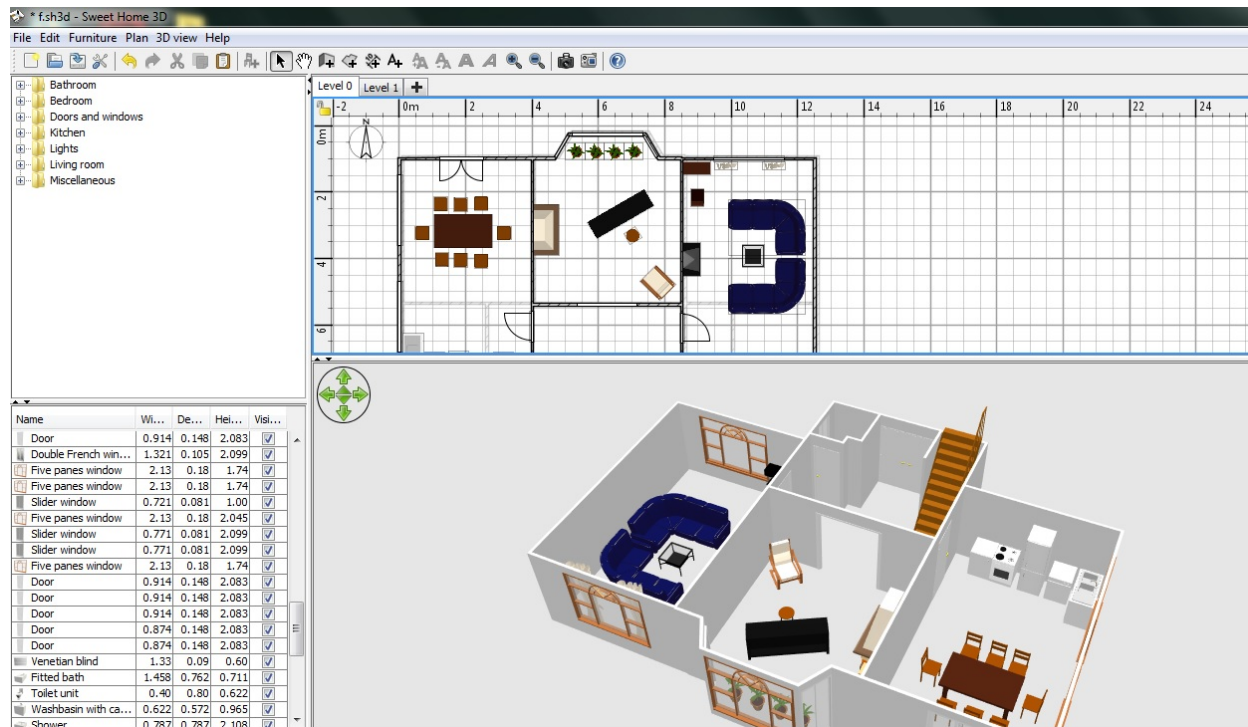 * f.sh3d - Sweet Home 3D
File Edit Furniture Plan 3D view Help
Level 0 Level 1
-2 0m 2 4 6 8 10 12 14 16 18 20 22 24
N
0m
2
4
6
Bathroom
Bedroom
Doors and windows
Kitchen
Lights
Living room
Miscellaneous
Name Wi... De... Hei... Visi...
Door 0.914 0.148 2.083
Double French win... 1.321 0.105 2.099
Five panes window 2.13 0.18 1.74
Five panes window 2.13 0.18 1.74
Slider window 0.721 0.081 1.00
Five panes window 2.13 0.18 2.045
Slider window 0.771 0.081 2.099
Slider window 0.771 0.081 2.099
Five panes window 2.13 0.18 1.74
Door 0.914 0.148 2.083
Door 0.914 0.148 2.083
Door 0.914 0.148 2.083
Door 0.874 0.148 2.083
Door 0.874 0.148 2.083
Venetian blind 1.33 0.09 0.60
Fitted bath 1.458 0.762 0.711
Toilet unit 0.40 0.80 0.622
Washbasin with ca... 0.622 0.572 0.965
Shower 0.787 0.787 2.108